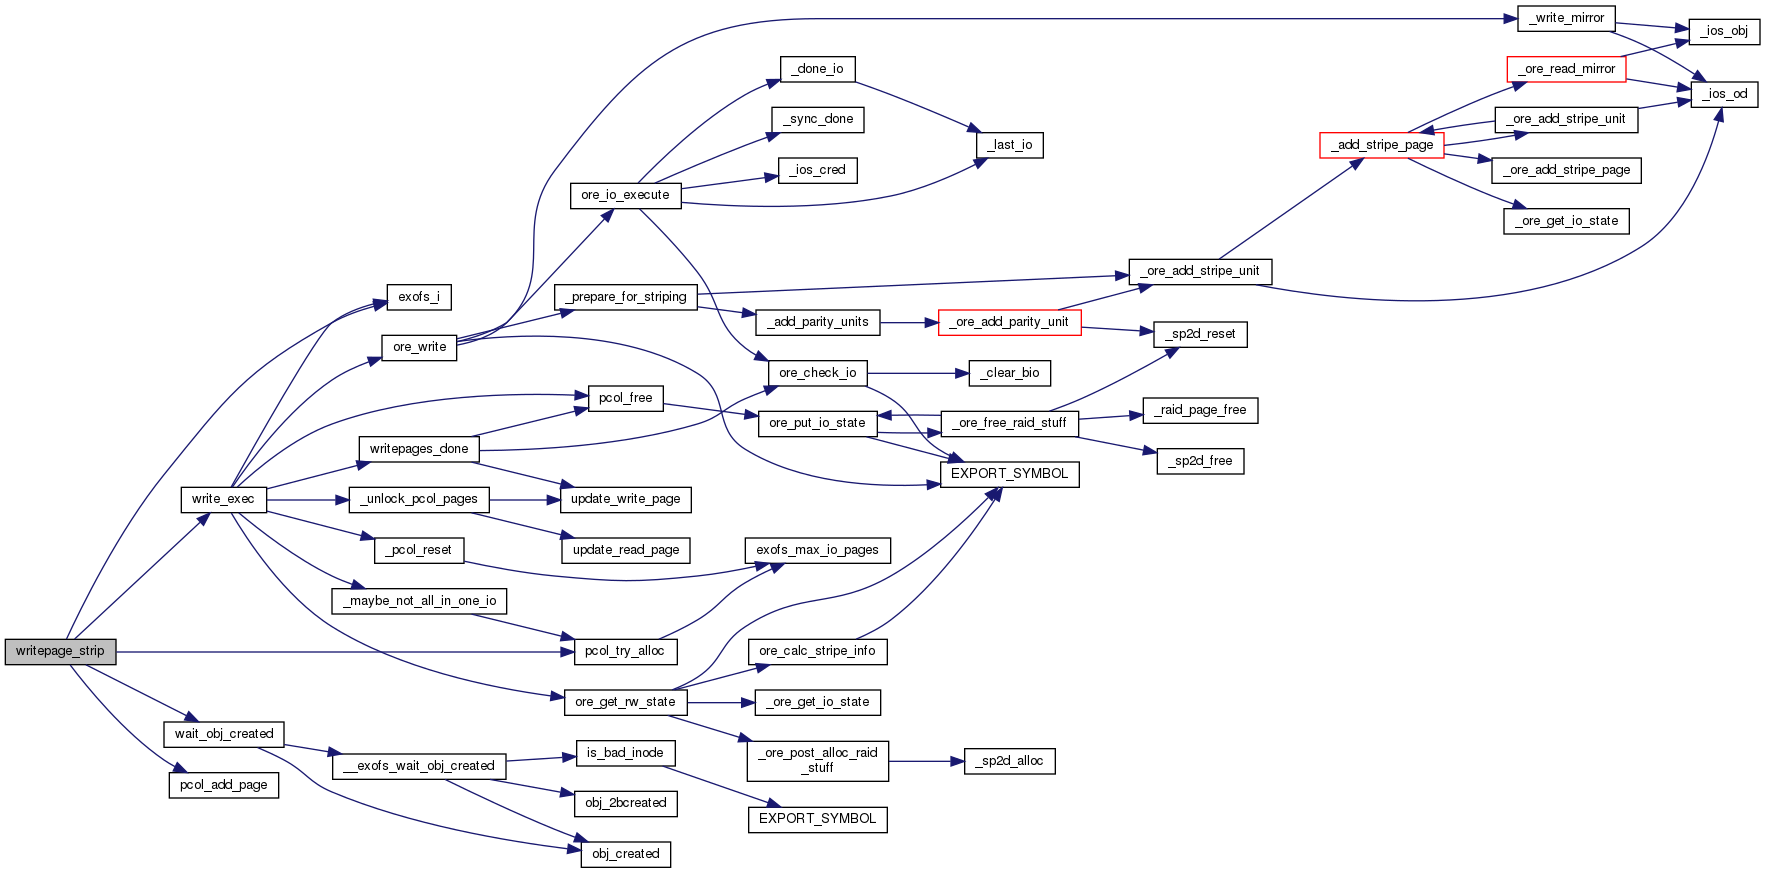 _write_mirror
_ios_obj
_done_io
_ore_read_mirror
_ios_od
_sync_done
_ore_add_stripe_unit
_last_io
_add_stripe_page
_ios_cred
_ore_add_stripe_page
ore_io_execute
_ore_get_io_state
_ore_add_stripe_unit
exofs_i
_prepare_for_striping
_add_parity_units
_ore_add_parity_unit
_sp2d_reset
ore_write
ore_check_io
_clear_bio
pcol_free
_raid_page_free
ore_put_io_state
_ore_free_raid_stuff
writepages_done
_sp2d_free
EXPORT_SYMBOL
write_exec
_unlock_pcol_pages
update_write_page
_pcol_reset
update_read_page
exofs_max_io_pages
_maybe_not_all_in_one_io
writepage_strip
pcol_try_alloc
ore_calc_stripe_info
ore_get_rw_state
_ore_get_io_state
wait_obj_created
is_bad_inode
_ore_post_alloc_raid
_stuff
_sp2d_alloc
__exofs_wait_obj_created
pcol_add_page
obj_2bcreated
EXPORT_SYMBOL
obj_created